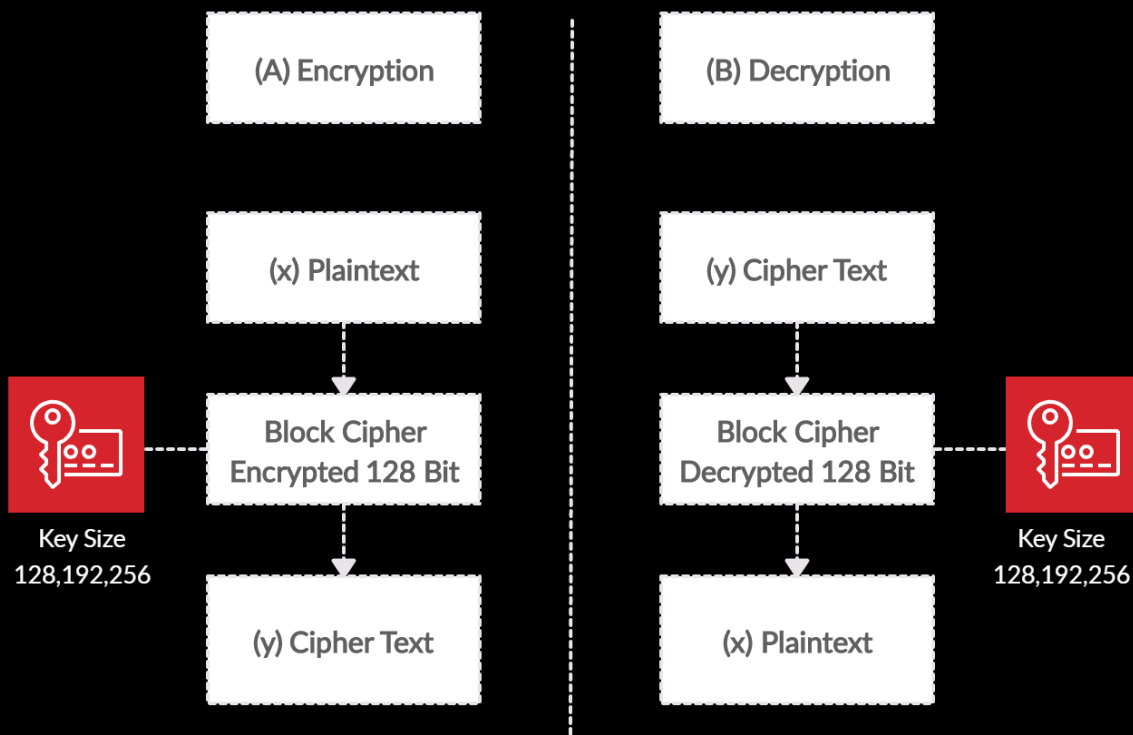 (A) Encryption
(B) Decryption
(x) Plaintext
(y) Cipher Text
Block Cipher
Encrypted 128 Bit
Block Cipher
Decrypted 128 Bit
Key Size
128,192,256
Key Size
128,192,256
(y) Cipher Text
(x) Plaintext